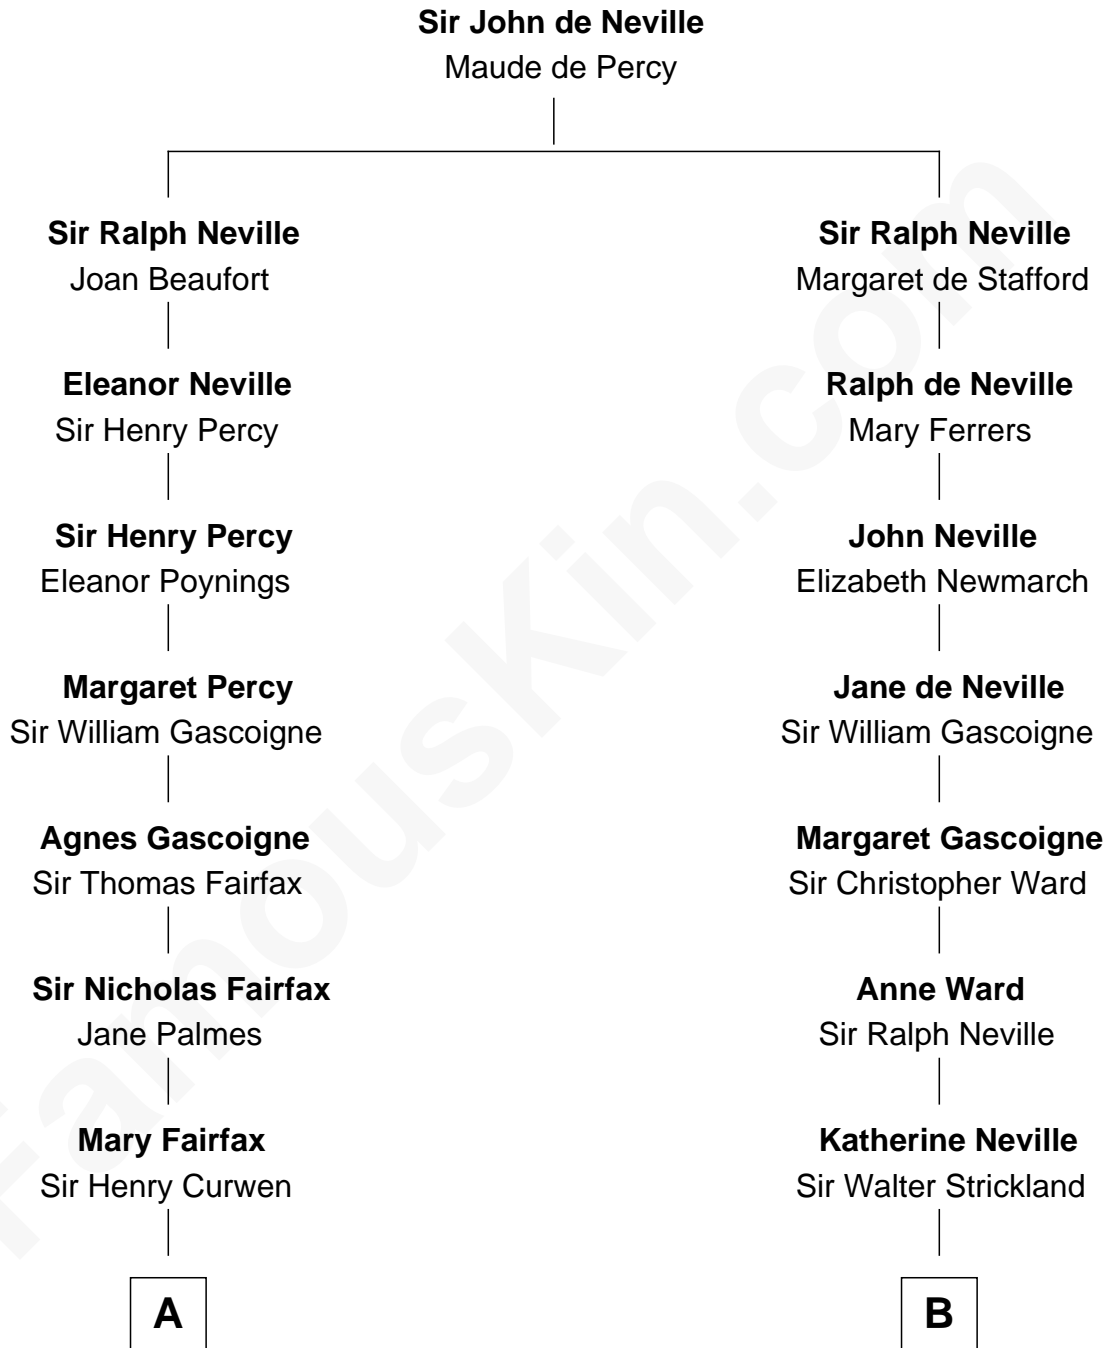 Sir John de Neville
Maude de Percy
Sir Ralph Neville
Joan Beaufort
Eleanor Neville
Sir Henry Percy
Sir Henry Percy
Eleanor Poynings
Margaret Percy
Sir William Gascoigne
Agnes Gascoigne
Sir Thomas Fairfax
Sir Nicholas Fairfax
Jane Palmes
Mary Fairfax
Sir Henry Curwen
A
Sir Ralph Neville
Margaret de Stafford
Ralph de Neville
Mary Ferrers
John Neville
Elizabeth Newmarch
Jane de Neville
Sir William Gascoigne
Margaret Gascoigne
Sir Christopher Ward
Anne Ward
Sir Ralph Neville
Katherine Neville
Sir Walter Strickland
B
FamousKin.com